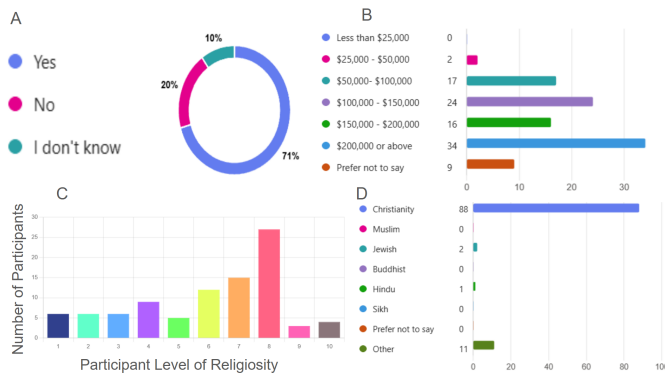 A
Yes
No
I don't know
10%
20%
71%
B
Less than $25,000 0
$25,000 - $50,000 2
$50,000- $100,000 17
$100,000 - $150,000 24
$150,000 - $200,000 16
$200,000 or above 34
Prefer not to say 9
0 10 20 30
C
Number of Participants
30
25
20
15
10
5
0
1 2 3 4 5 6 7 8 9 10
Participant Level of Religiosity
D
Christianity 88
Muslim 0
Jewish 2
Buddhist 0
Hindu 1
Sikh 0
Prefer not to say 0
Other 11
0 20 40 60 80 100